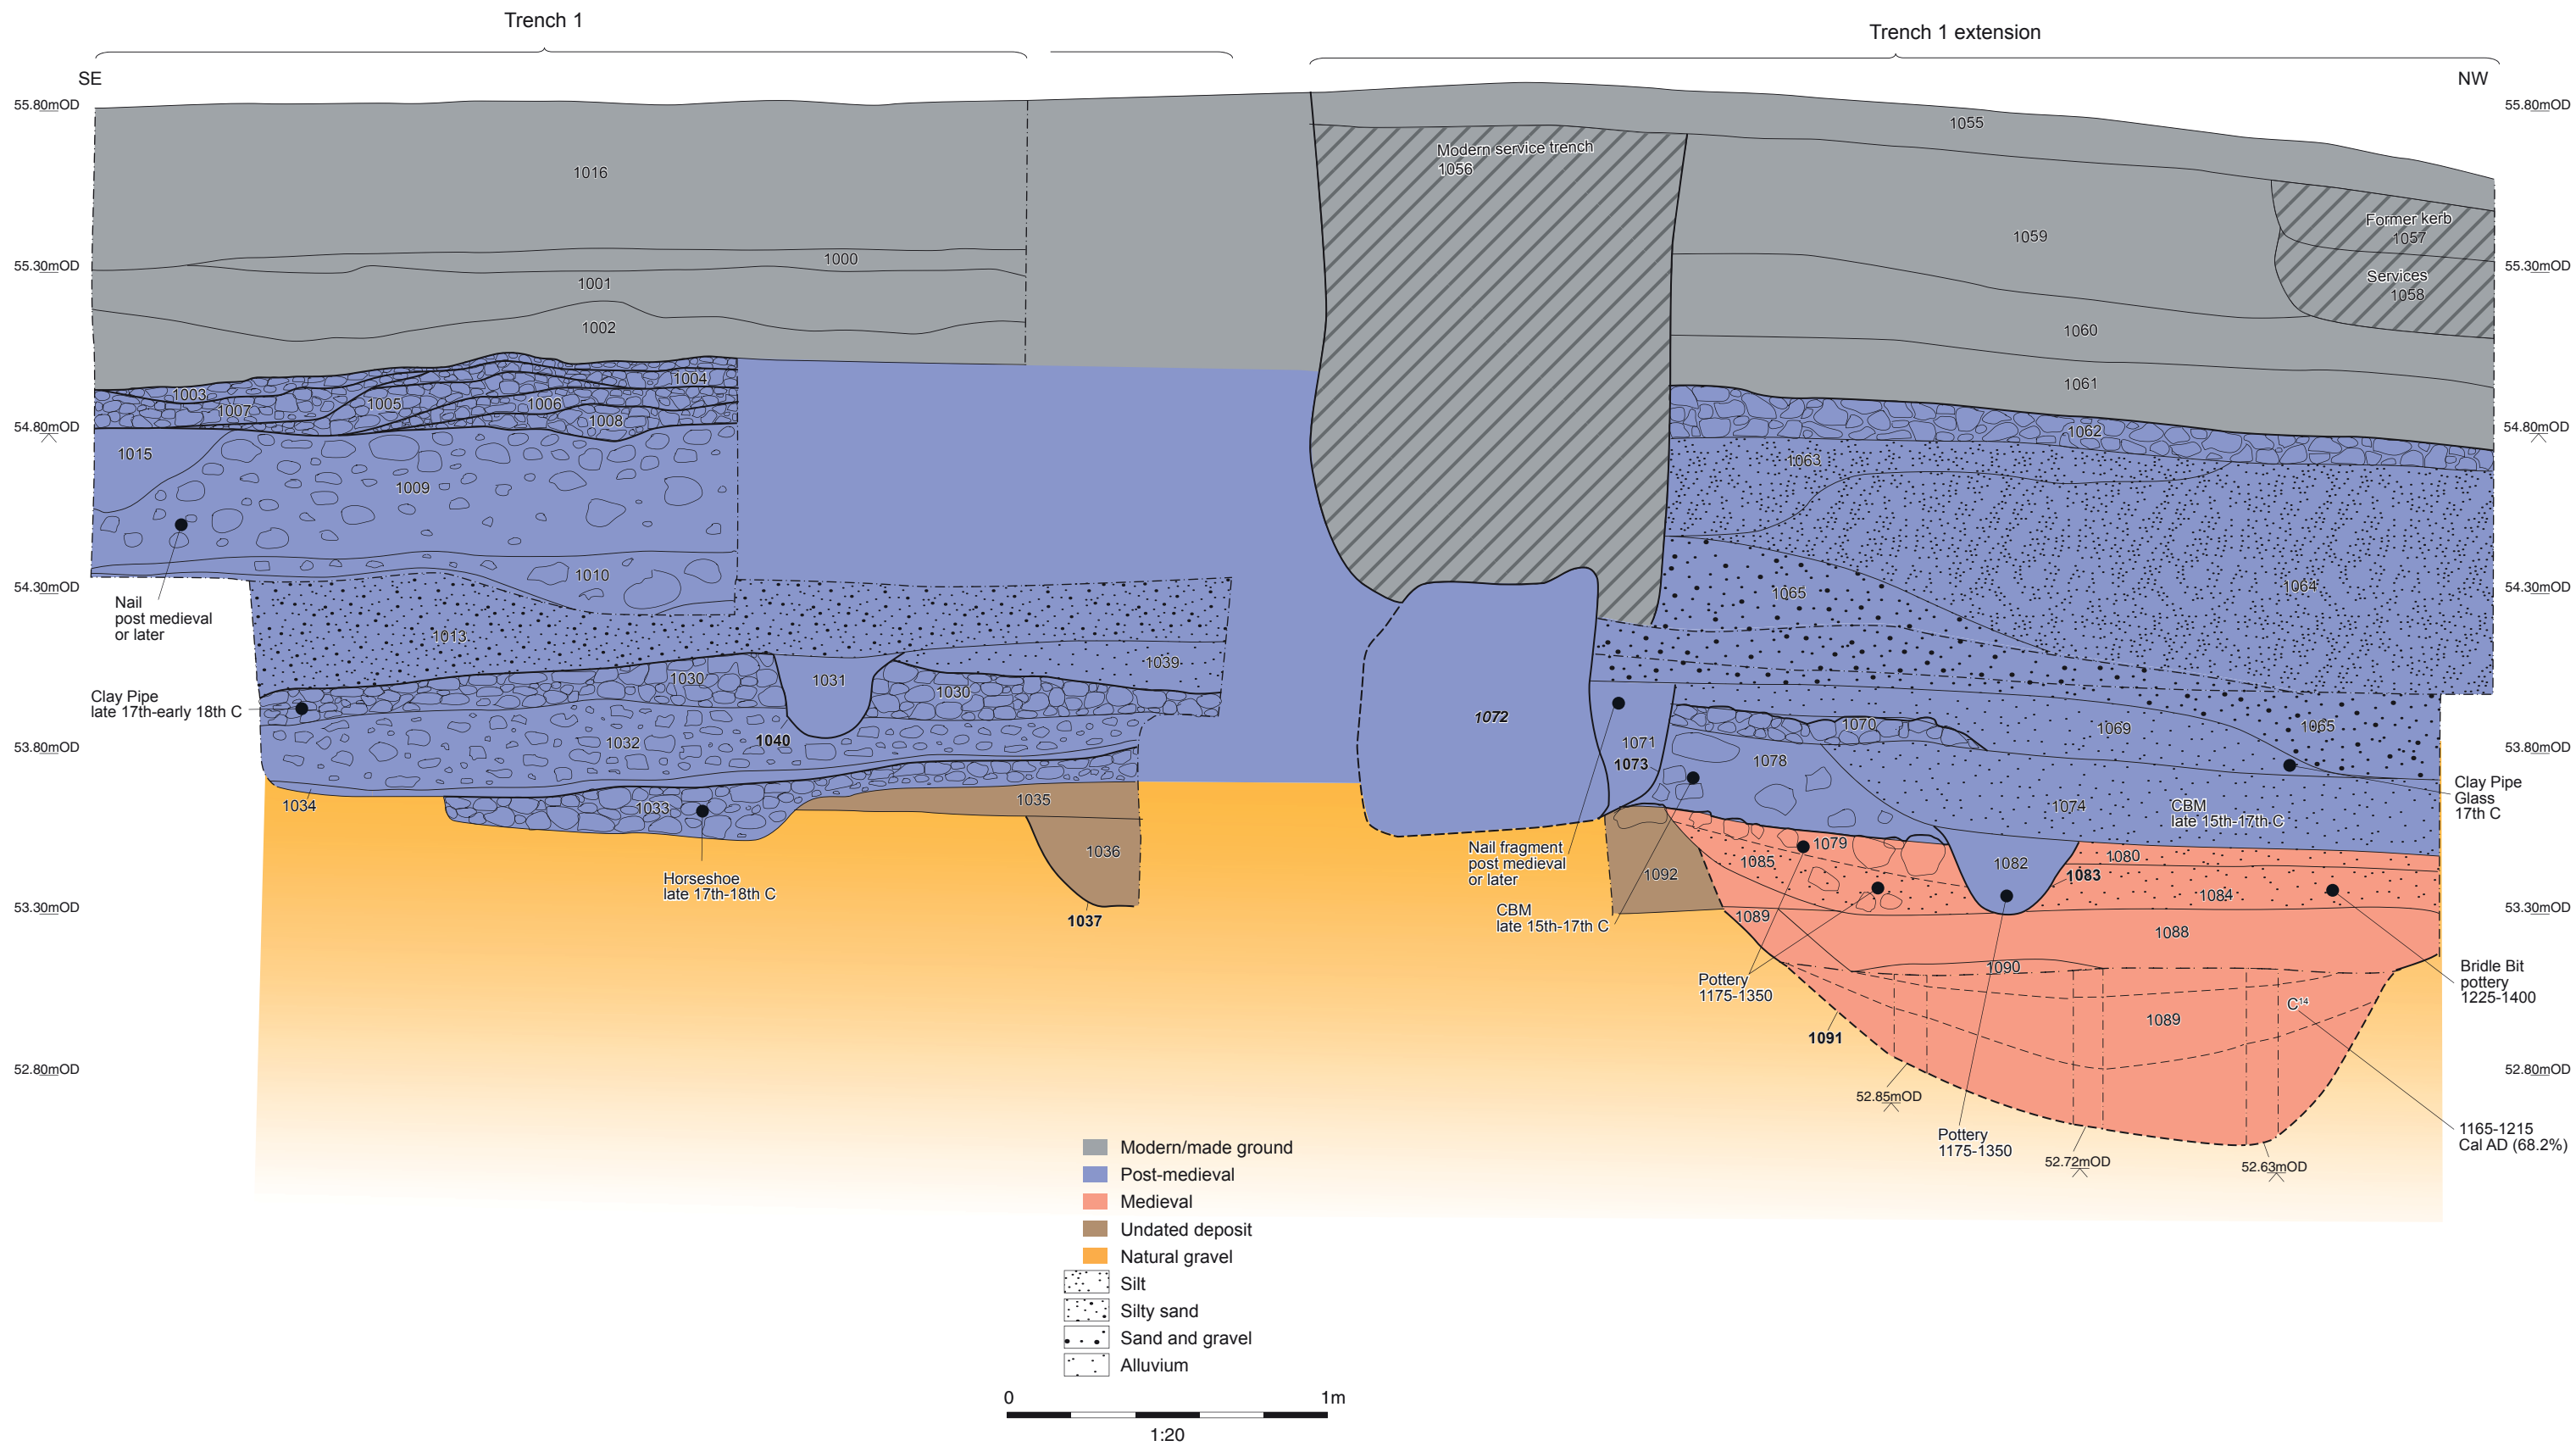 Trench 1
Trench 1 extension
SE
NW
55.80mOD
55.80mOD
1055
Modern service trench
1056
1016
Former kerb
1057
1059
1000
55.30mOD
55.30mOD
1001
Services
1058
1002
1060
1004
1061
1003
1005
1006
1007
1008
54.80mOD
54.80mOD
1062
1015
1063
1009
1010
54.30mOD
54.30mOD
1064
1065
Nail
post medieval
or later
1013
1039
1030
1031
1030
Clay Pipe
late 17th-early 18th C
1072
1070
1069
1065
1032
1040
1071
1073
1078
53.80mOD
53.80mOD
Clay Pipe
Glass
17th C
1034
1033
1035
1074
CBM
late 15th-17th C
1036
Nail fragment
post medieval
or later
1079
1085
1080
1082
1083
1092
Horseshoe
late 17th-18th C
1084
53.30mOD
53.30mOD
1037
CBM
late 15th-17th C
1089
1088
1090
Pottery
1175-1350
Bridle Bit
pottery
1225-1400
C14
1089
1091
52.80mOD
52.80mOD
52.85mOD
Pottery
1175-1350
1165-1215
Cal AD (68.2%)
52.72mOD
52.63mOD
Modern/made ground
Post-medieval
Medieval
Undated deposit
Natural gravel
Silt
Silty sand
Sand and gravel
Alluvium
0 1m
1:20